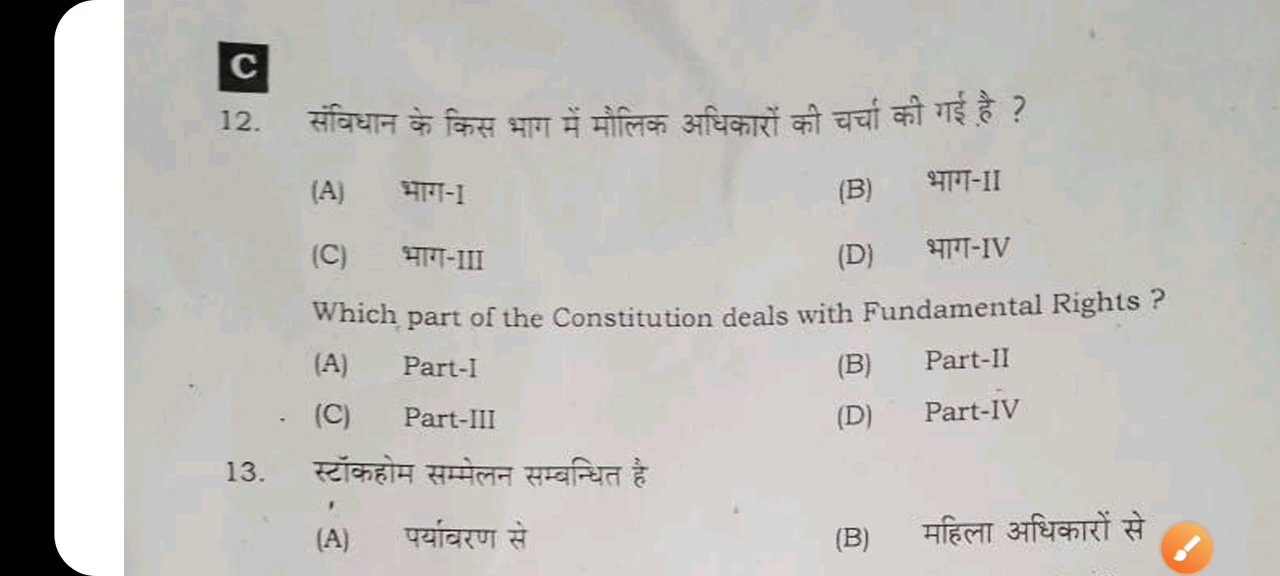 C
12. संविधान के किस भाग में मौलिक अधिकारों की चर्चा की गई है ?
(A) भाग-I (B) भाग-II
(C) भाग-III (D) भाग-IV
Which part of the Constitution deals with Fundamental Rights ?
(A) Part-I (B) Part-II
(C) Part-III (D) Part-IV
13. स्टॉकहोम सम्मेलन सम्बन्धित है
(A) पर्यावरण से (B) महिला अधिकारों से